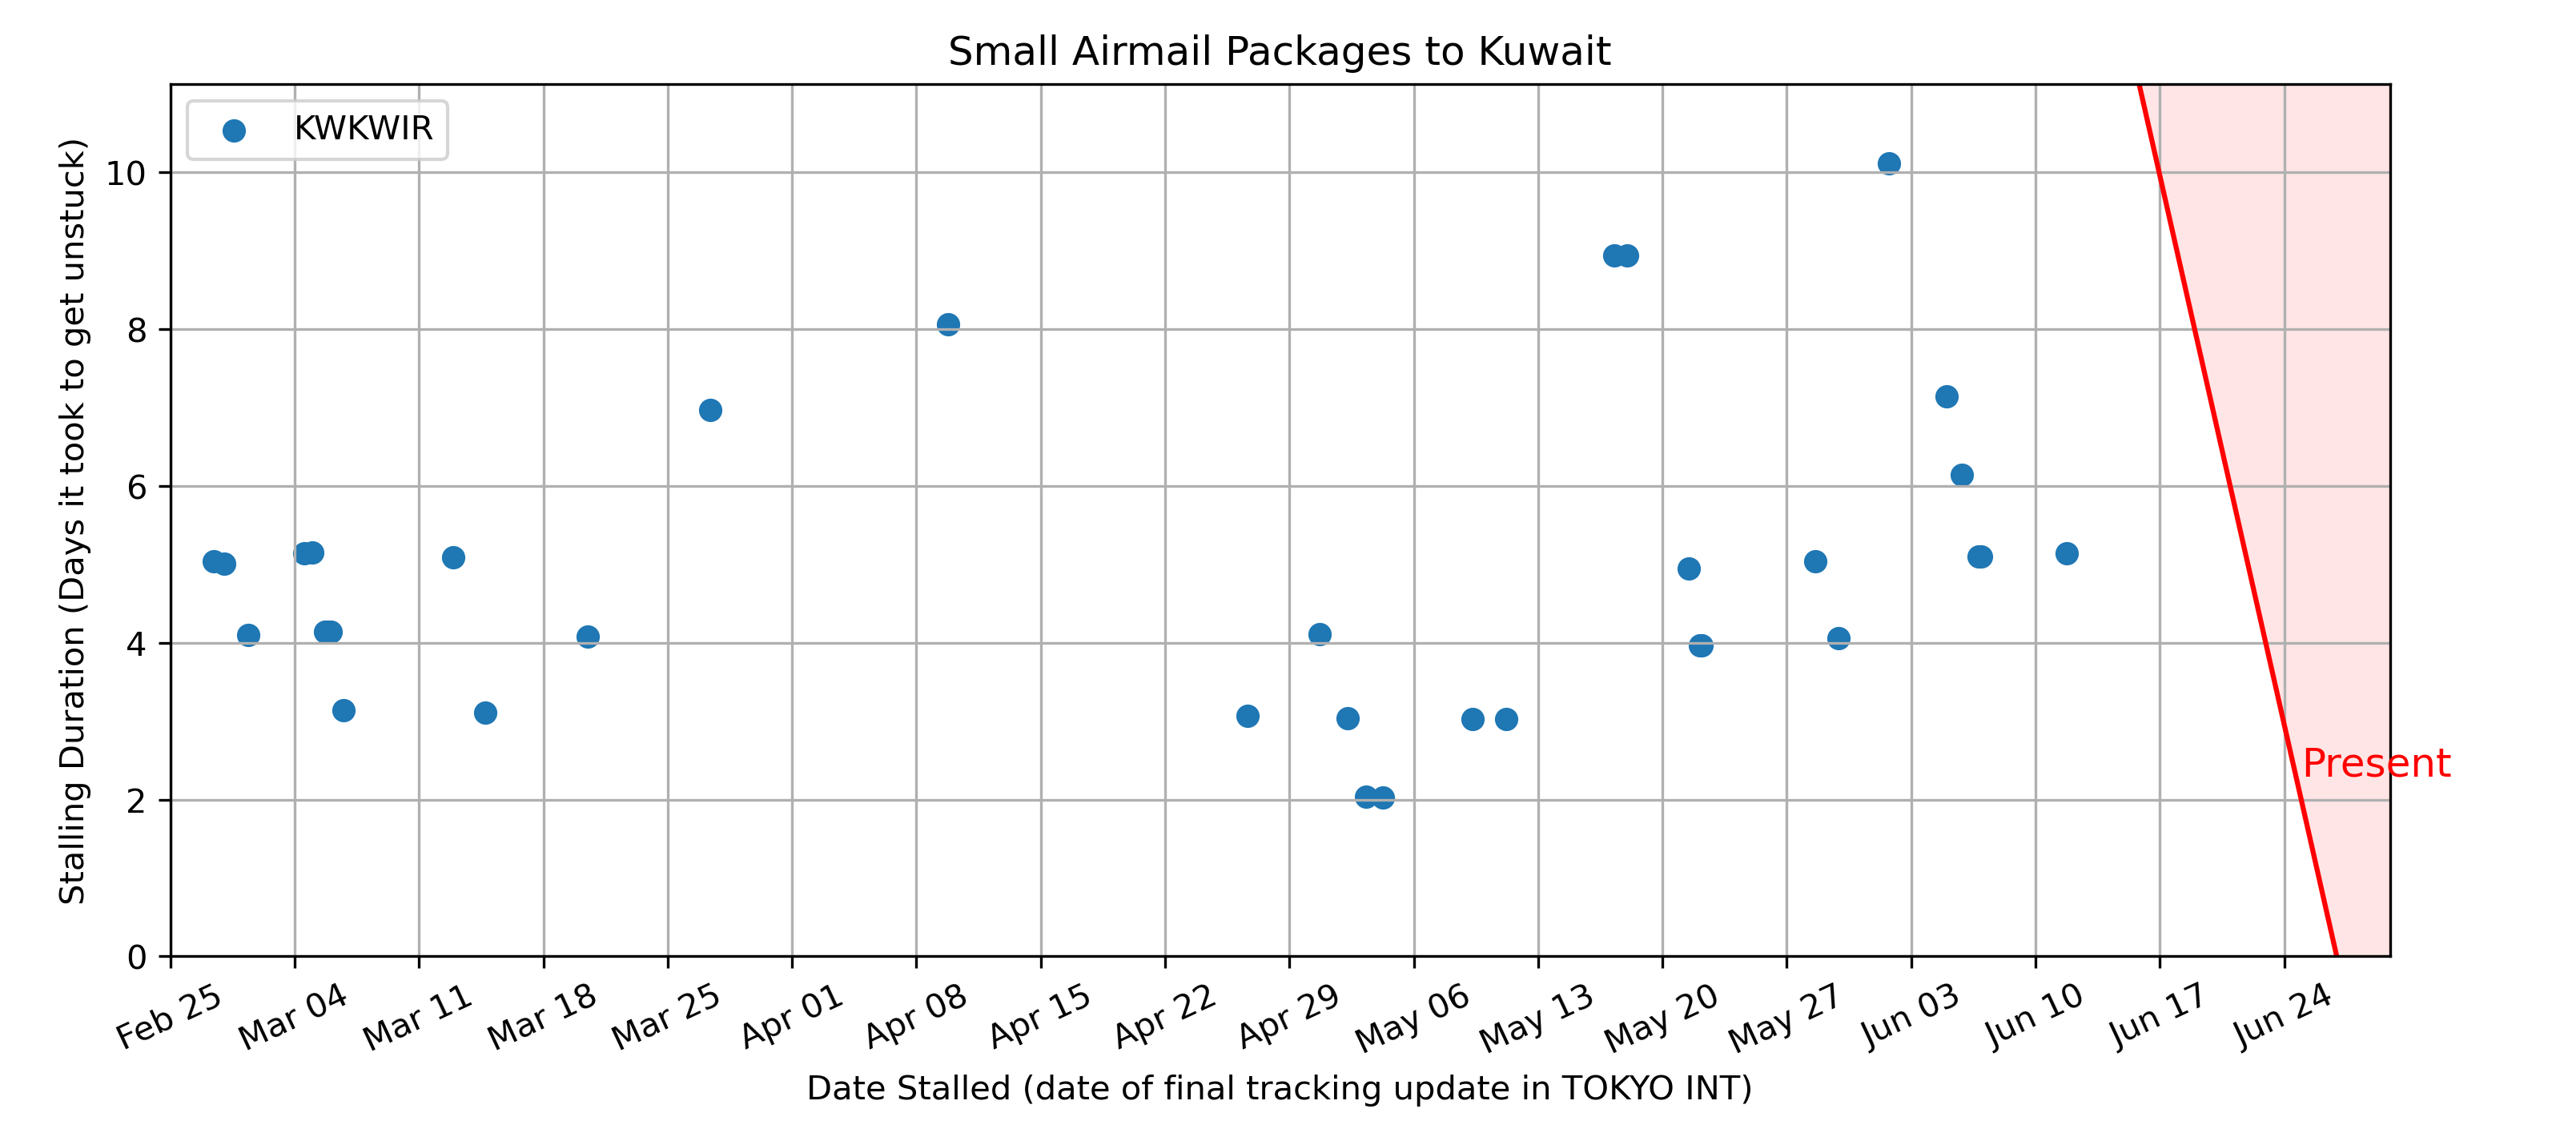 Small Airmail Packages to Kuwait
KWKWIR
Stalling Duration (Days it took to get unstuck)
10
8
6
4
2
0
Present
Feb 25
Mar 04
Mar 11
Mar 18
Mar 25
Apr 01
Apr 08
Apr 15
Apr 22
Apr 29
May 06
May 13
May 20
May 27
Jun 03
Jun 10
Jun 17
Jun 24
Date Stalled (date of final tracking update in TOKYO INT)